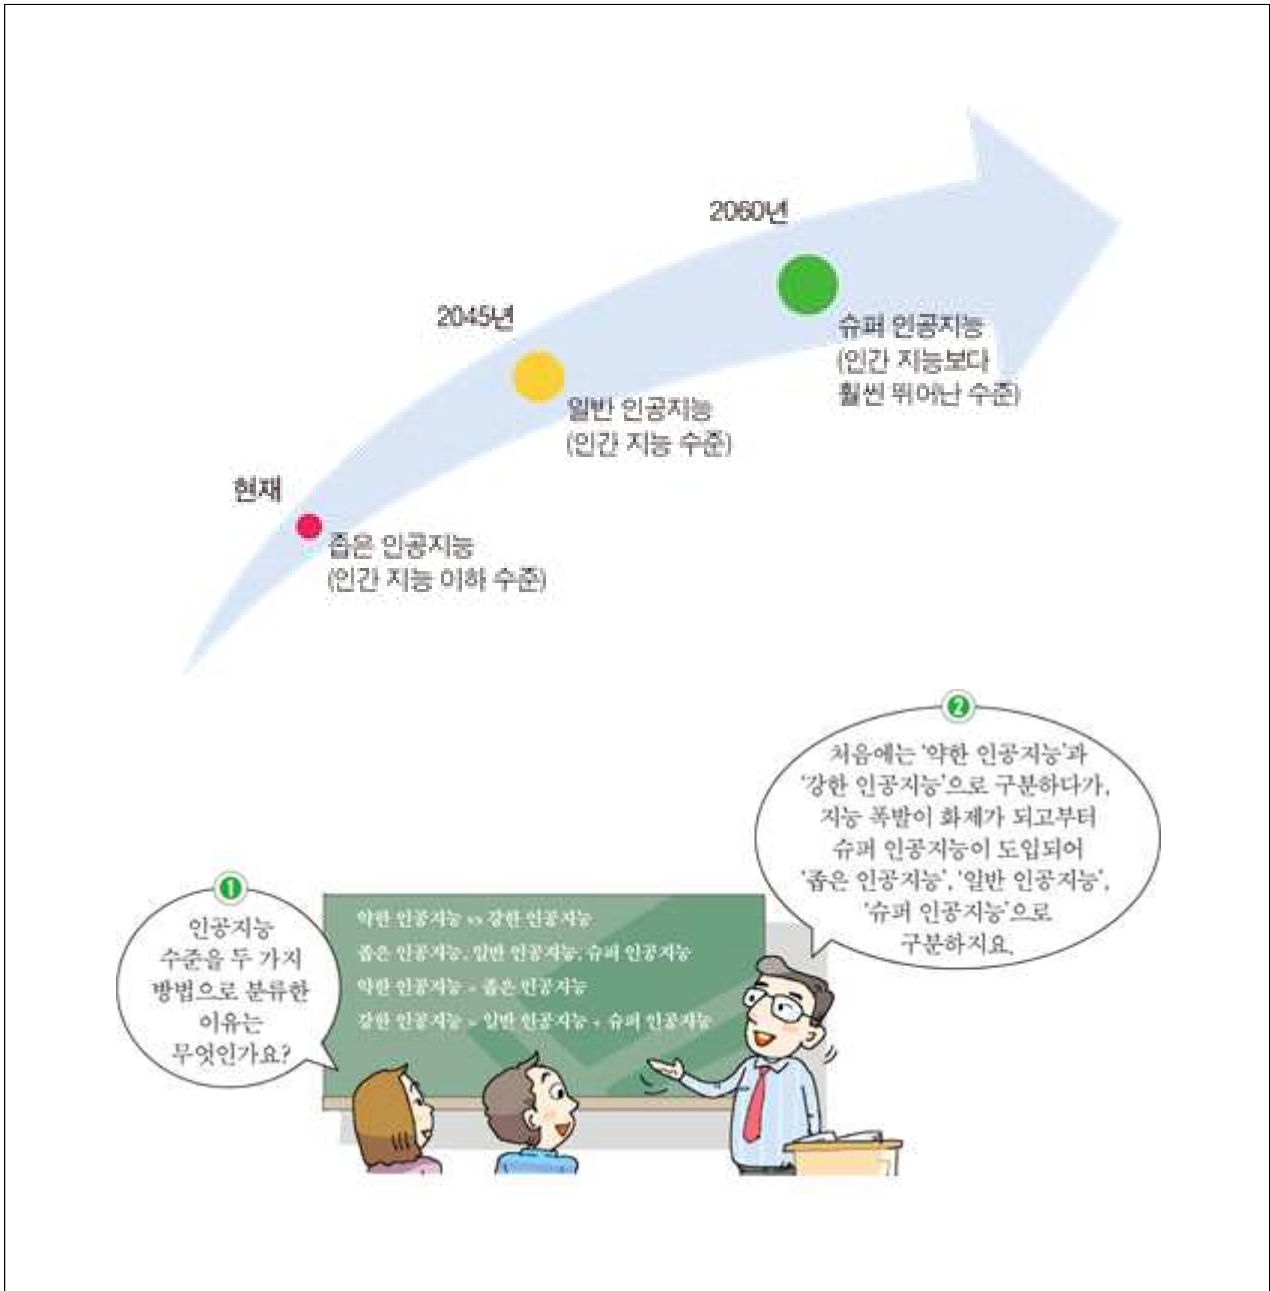 2060년
슈퍼 인공지능
(인간 지능보다
훨씬 뛰어난 수준)
2045년
일반 인공지능
(인간 지능 수준)
현재
좁은 인공지능
(인간 지능 이하 수준)
2
처음에는 '약한 인공지능'과
'강한 인공지능'으로 구분하다가,
지능 폭발이 화제가 되고부터
슈퍼 인공지능이 도입되어
'좁은 인공지능', '일반 인공지능',
'슈퍼 인공지능'으로
구분하지요.
1
인공지능
수준을 두 가지
방법으로 분류한
이유는
무엇인가요?
약한 인공지능 vs 강한 인공지능
좁은 인공지능, 일반 인공지능, 슈퍼 인공지능
약한 인공지능 = 좁은 인공지능
강한 인공지능 = 일반 인공지능 + 슈퍼 인공지능